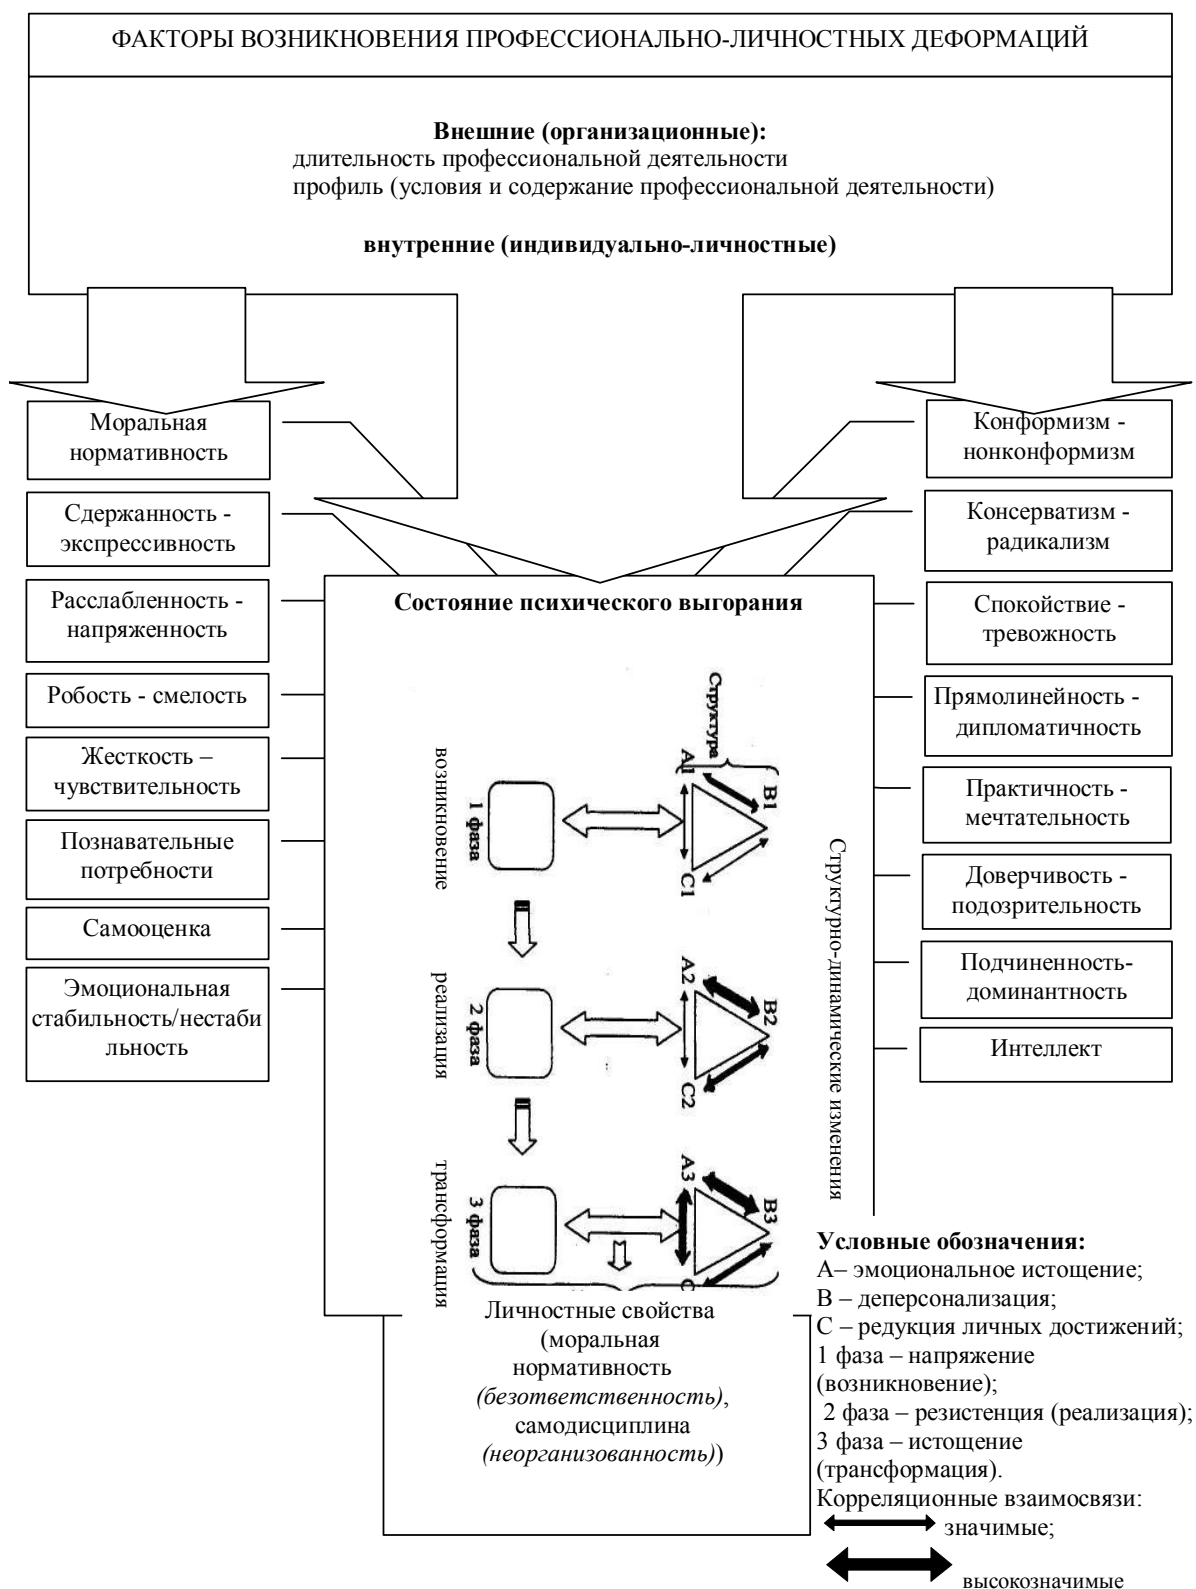 ФАКТОРЫ ВОЗНИКНОВЕНИЯ ПРОФЕССИОНАЛЬНО-ЛИЧНОСТНЫХ ДЕФОРМАЦИЙ
Внешние (организационные):
длительность профессиональной деятельности
профиль (условия и содержание профессиональной деятельности)
внутренние (индивидуально-личностные)
Моральная
нормативность
Сдержанность -
экспрессивность
Расслабленность -
напряженность
Робость - смелость
Жесткость –
чувствительность
Познавательные
потребности
Самооценка
Эмоциональная
стабильность/нестаби
льность
Конформизм -
нонконформизм
Консерватизм -
радикализм
Спокойствие -
тревожность
Прямолинейность -
дипломатичность
Практичность -
мечтательность
Доверчивость -
подозрительность
Подчиненность-
доминантность
Интеллект
Состояние психического выгорания
Структура
A1
B1
C1
1 фаза
возникновение
A2
B2
C2
2 фаза
реализация
A3
B3
C
3 фаза
трансформация
Структурно-динамические изменения
Личностные свойства
(моральная
нормативность
(безответственность),
самодисциплина
(неорганизованность))
Условные обозначения:
А– эмоциональное истощение;
В – деперсонализация;
С – редукция личных достижений;
1 фаза – напряжение
(возникновение);
2 фаза – резистенция (реализация);
3 фаза – истощение
(трансформация).
Корреляционные взаимосвязи:
значимые;
высокозначимые